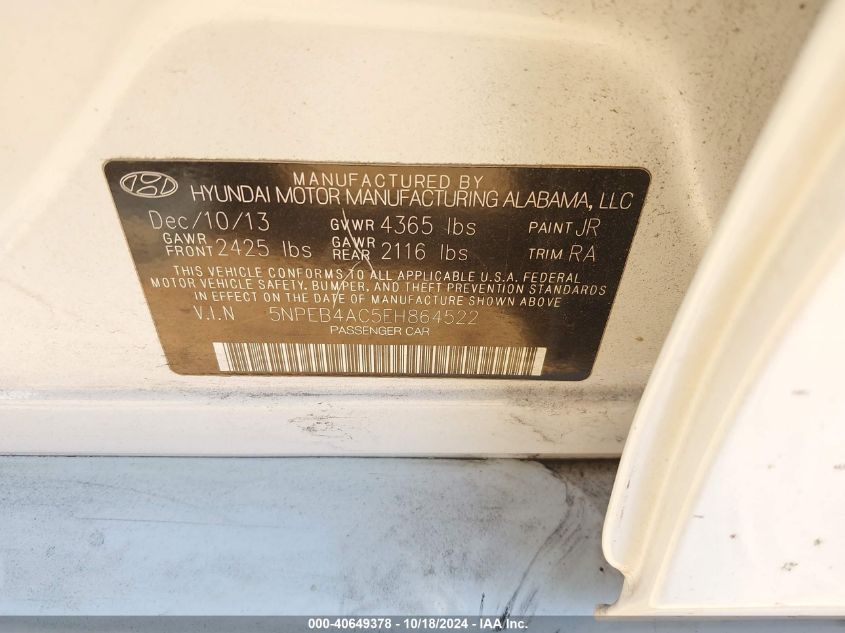 MANUFACTURED BY
HYUNDAI MOTOR MANUFACTURING ALABAMA, LLC
Dec/10/13 GVWR 4365 lbs PAINT JR
GAWR FRONT 2425 lbs GAWR REAR 2116 lbs TRIM RA
THIS VEHICLE CONFORMS TO ALL APPLICABLE U.S.A. FEDERAL
MOTOR VEHICLE SAFETY, BUMPER, AND THEFT PREVENTION STANDARDS
IN EFFECT ON THE DATE OF MANUFACTURE SHOWN ABOVE
V.I.N 5NPEB4AC5EH864522
PASSENGER CAR
000-40649378 - 10/18/2024 - IAA Inc.